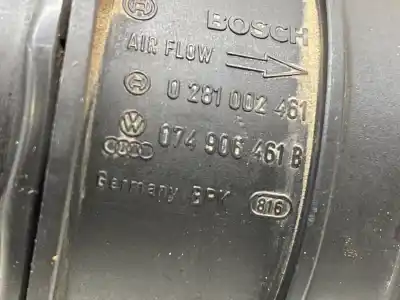 BOSCH
AIR FLOW
0 281 002 461
074 906 461 B
Germany BPK
816